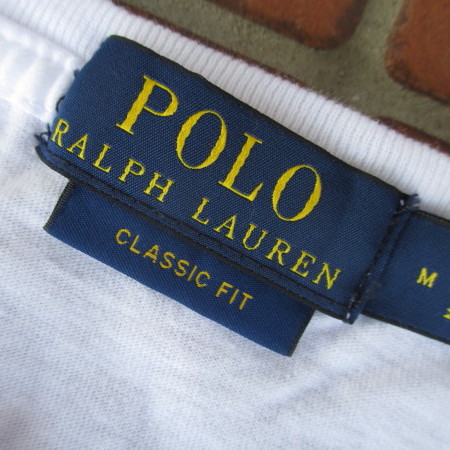 POLO
RALPH LAUREN
CLASSIC FIT
M